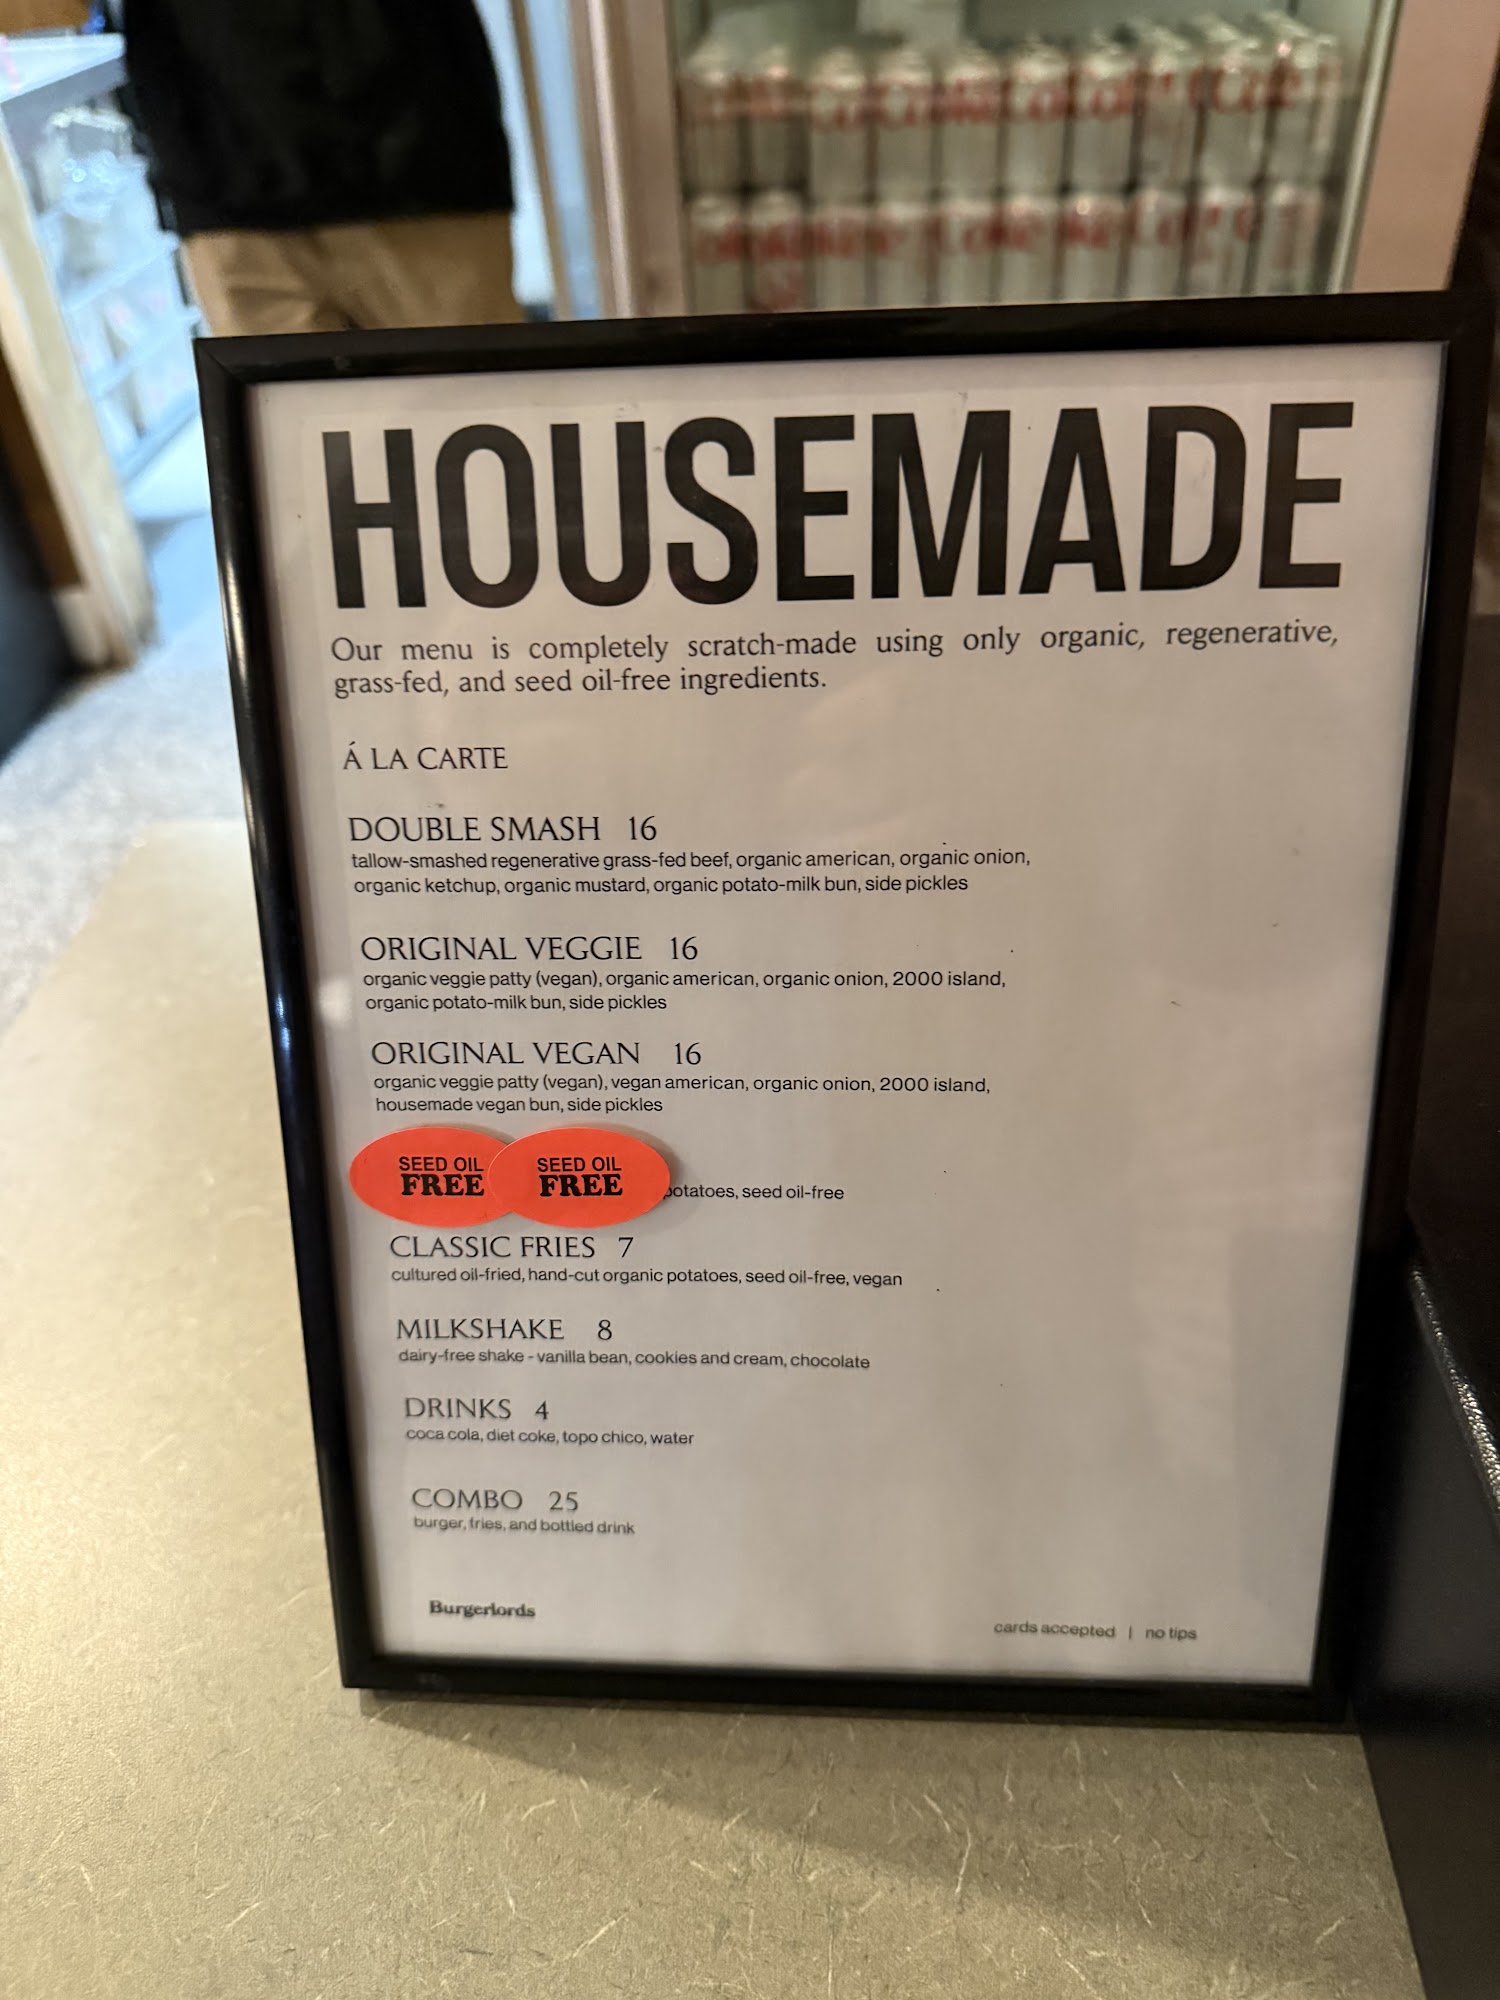 HOUSEMADE
Our menu is completely scratch-made using only organic, regenerative,
grass-fed, and seed oil-free ingredients.
Á LA CARTE
DOUBLE SMASH 16
tallow-smashed regenerative grass-fed beef, organic american, organic onion,
organic ketchup, organic mustard, organic potato-milk bun, side pickles
ORIGINAL VEGGIE 16
organic veggie patty (vegan), organic american, organic onion, 2000 island,
organic potato-milk bun, side pickles
ORIGINAL VEGAN 16
organic veggie patty (vegan), vegan american, organic onion, 2000 island,
housemade vegan bun, side pickles
SEED OIL
FREE
SEED OIL
FREE
potatoes, seed oil-free
CLASSIC FRIES 7
cultured oil-fried, hand-cut organic potatoes, seed oil-free, vegan
MILKSHAKE 8
dairy-free shake - vanilla bean, cookies and cream, chocolate
DRINKS 4
coca cola, diet coke, topo chico, water
COMBO 25
burger, fries, and bottled drink
Burgerlords
cards accepted | no tips